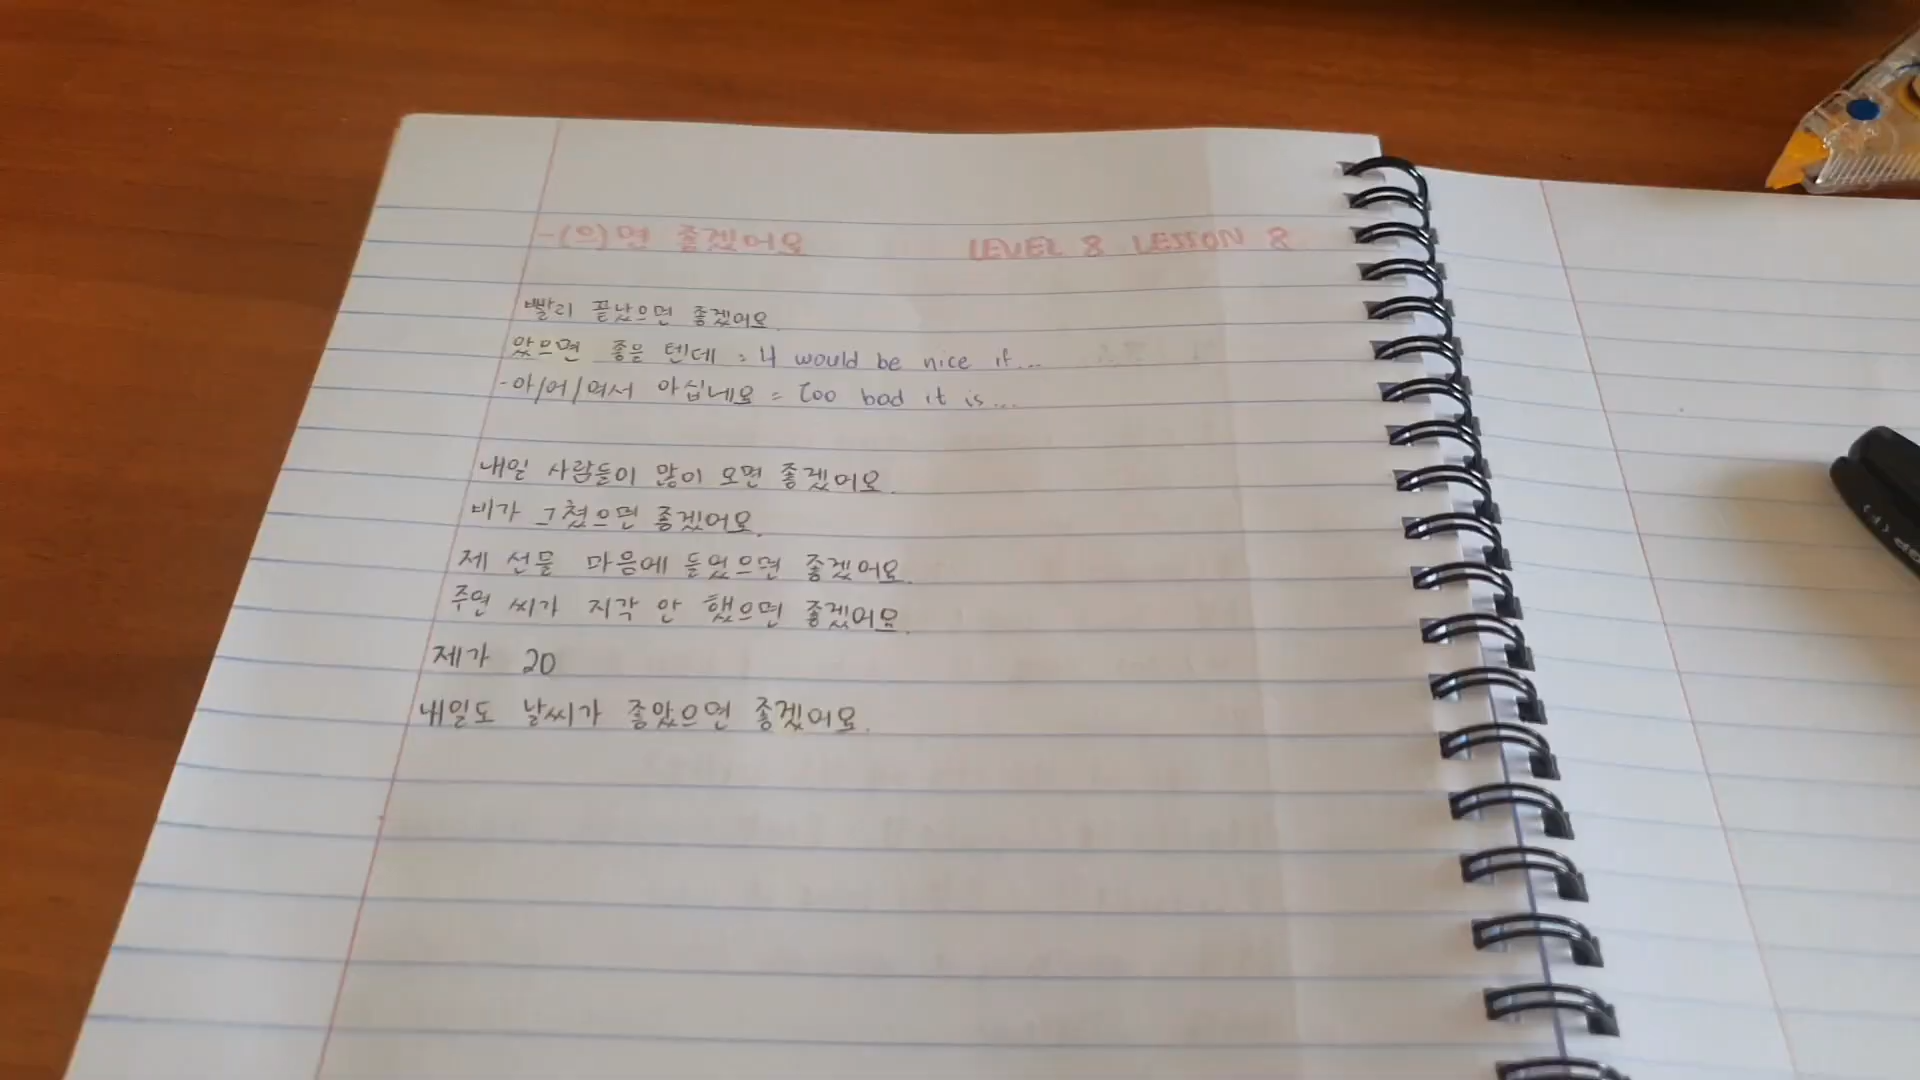 -(으)면 좋겠어요 LEVEL 8 LESSON 8
빨리 끝났으면 좋겠어요.
았으면 좋을 텐데 = It would be nice if...
-아/어/여서 아쉽네요 = Too bad it is...
내일 사람들이 많이 오면 좋겠어요.
비가 그쳤으면 좋겠어요.
제 선물 마음에 들었으면 좋겠어요.
주연 씨가 지각 안 했으면 좋겠어요.
제가 20
내일도 날씨가 좋았으면 좋겠어요.